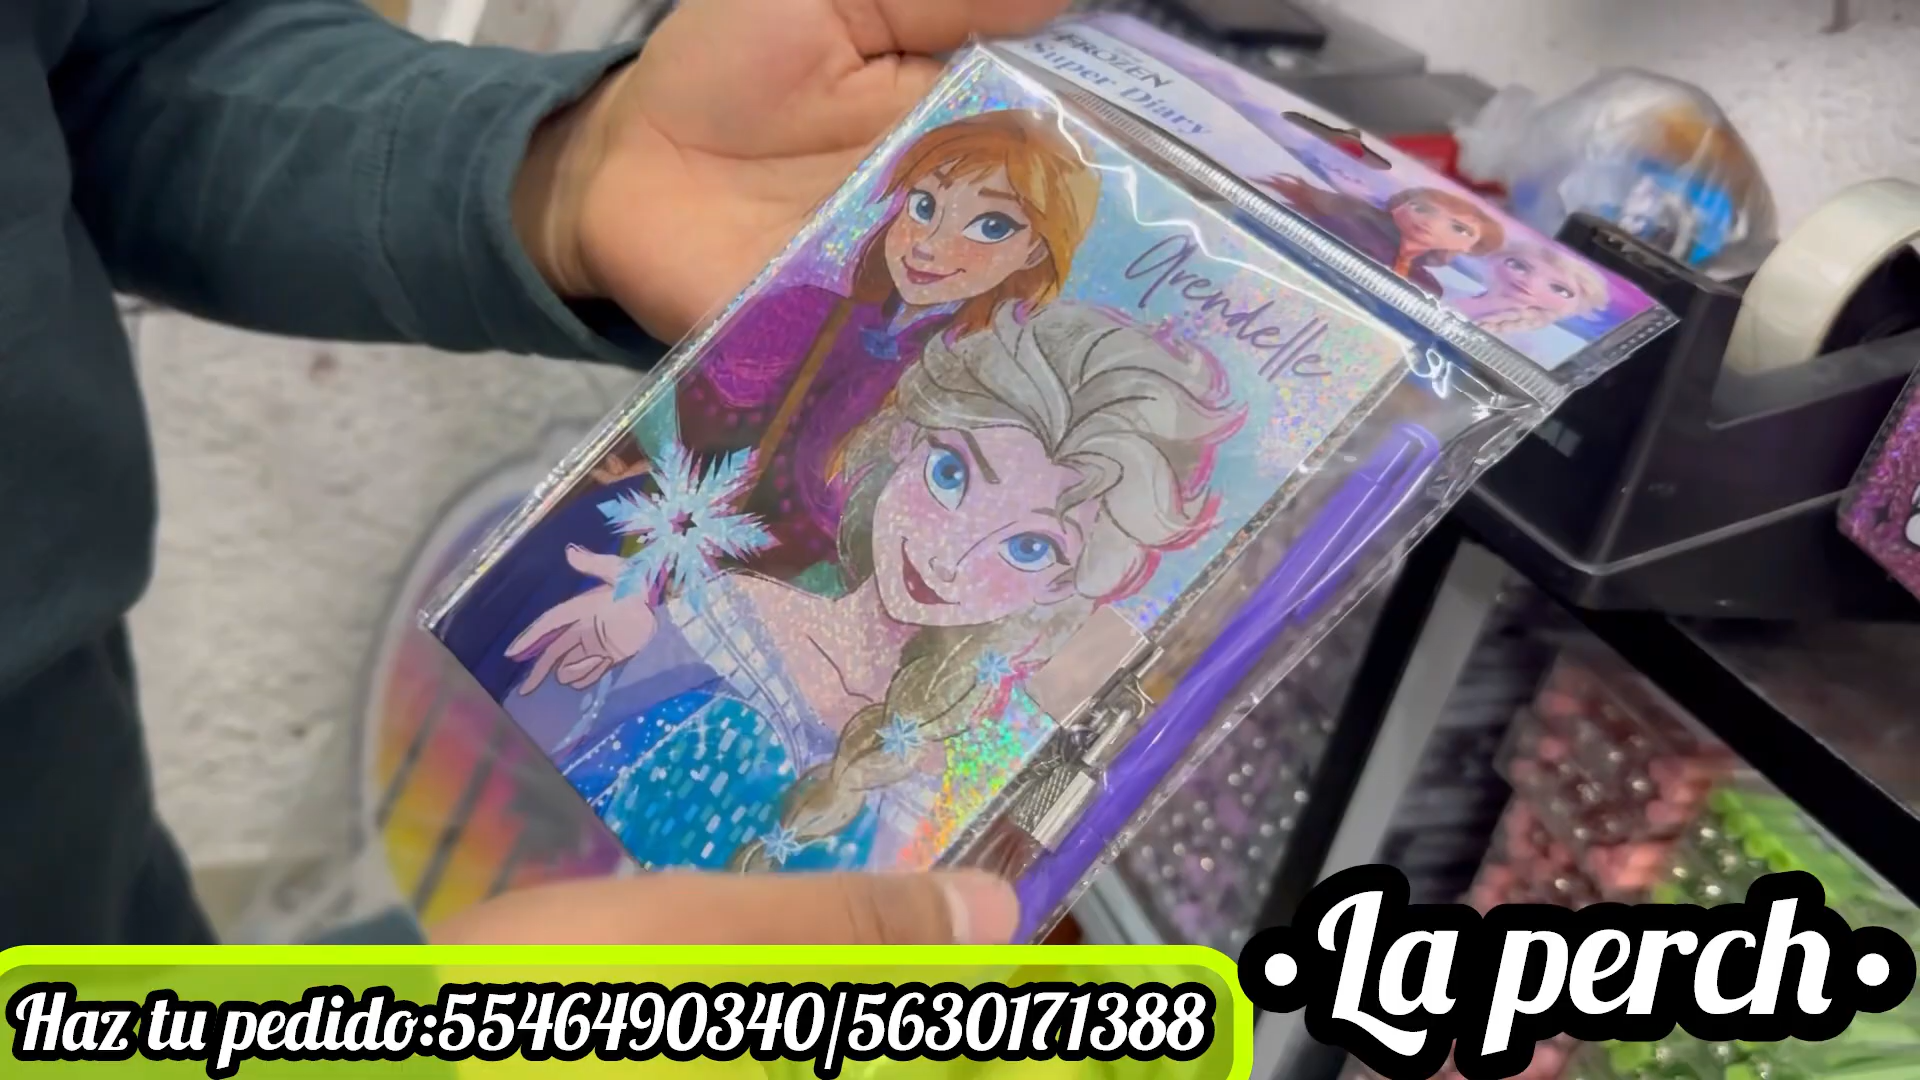 FROZEN
Super Diary
Arendelle
Haz tu pedido:5546490340/5630171388
•La perch•